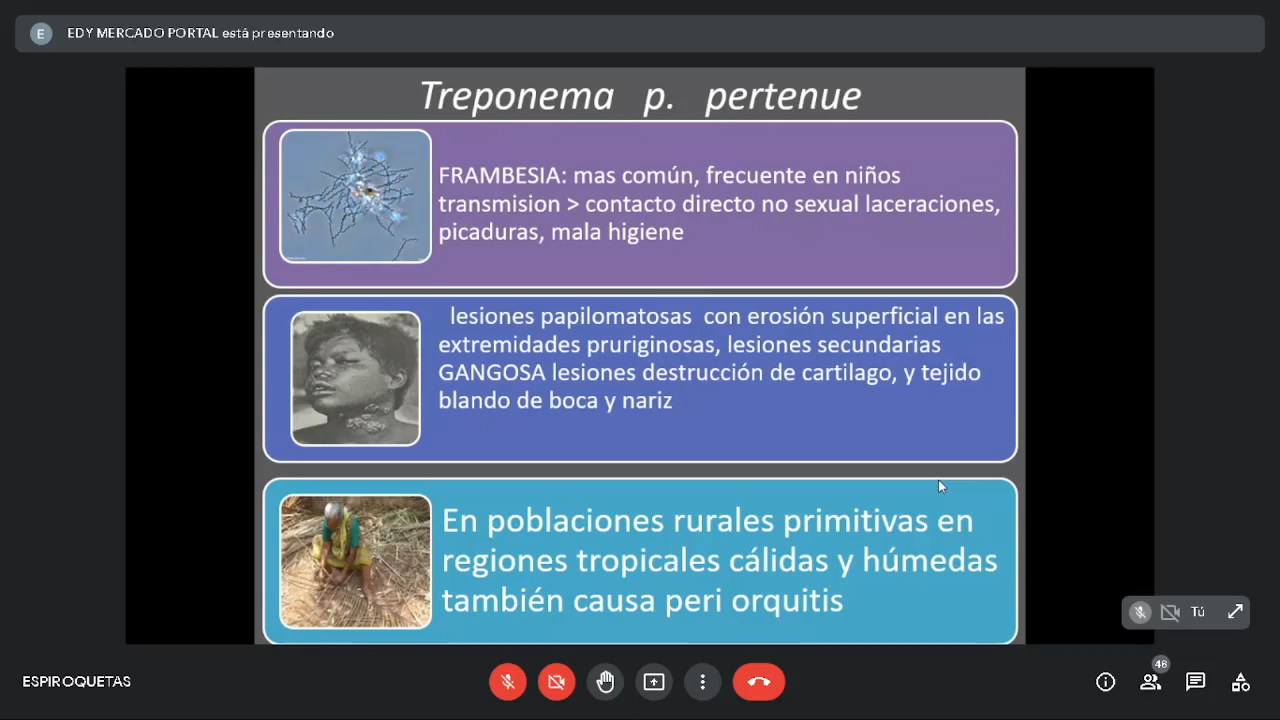 E EDY MERCADO PORTAL está presentando
Treponema p. pertenue
FRAMBESIA: mas común, frecuente en niños
transmision > contacto directo no sexual laceraciones,
picaduras, mala higiene
lesiones papilomatosas con erosión superficial en las
extremidades pruriginosas, lesiones secundarias
GANGOSA lesiones destrucción de cartilago, y tejido
blando de boca y nariz
En poblaciones rurales primitivas en
regiones tropicales cálidas y húmedas
también causa peri orquitis
Tú
ESPIROQUETAS
46